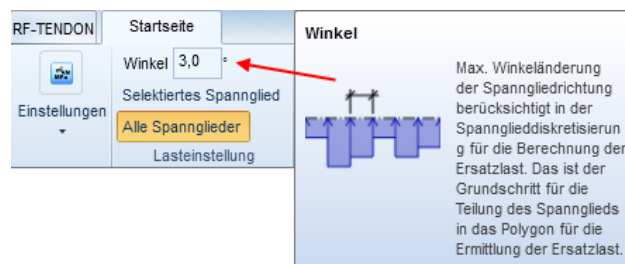 RF-TENDON
Startseite
Winkel 3,0 °
Einstellungen
Selektiertes Spannglied
Alle Spannglieder
Lasteinstellung
Winkel
Max. Winkeländerung
der Spanngliedrichtung
berücksichtigt in der
Spannglieddiskretisierun
g für die Berechnung der
Ersatzlast. Das ist der
Grundschritt für die
Teilung des Spannglieds
in das Polygon für die
Ermittlung der Ersatzlast.